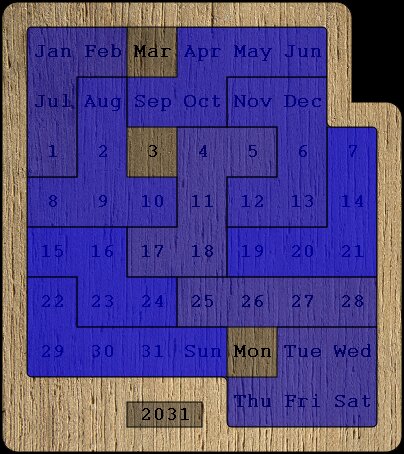 Jan Feb Mar Apr May Jun
Jul Aug Sep Oct Nov Dec
1 2 3 4 5 6 7
8 9 10 11 12 13 14
15 16 17 18 19 20 21
22 23 24 25 26 27 28
29 30 31 Sun Mon Tue Wed
Thu Fri Sat
2031